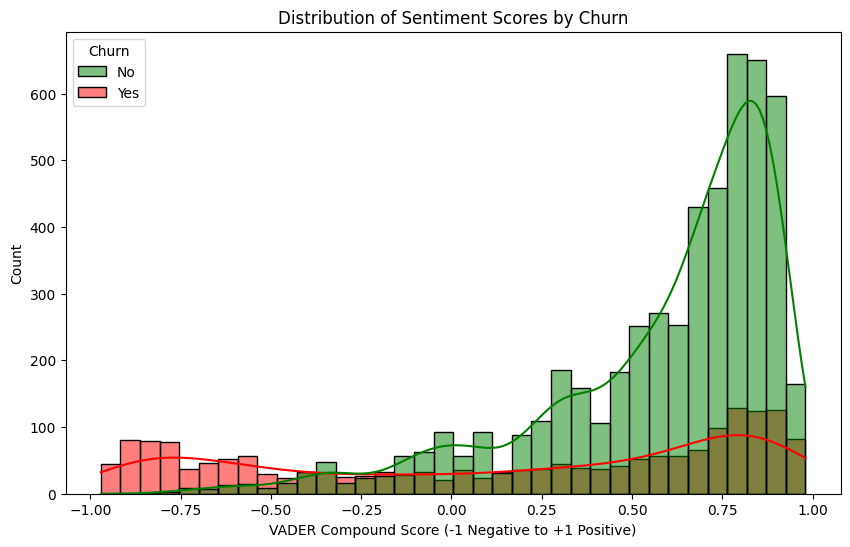 Distribution of Sentiment Scores by Churn
Churn
No
Yes
Count
600
500
400
300
200
100
0
−1.00 −0.75 −0.50 −0.25 0.00 0.25 0.50 0.75 1.00
VADER Compound Score (-1 Negative to +1 Positive)